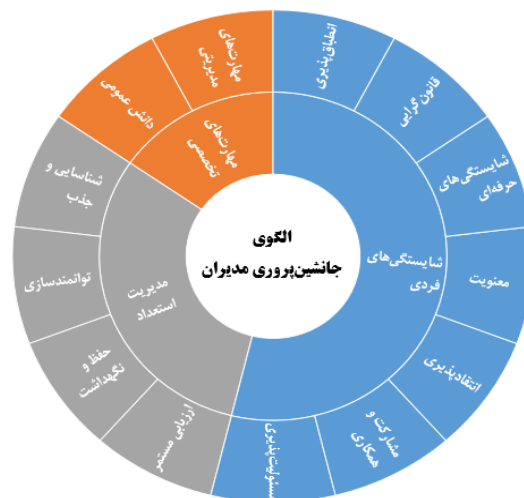 الگوی
جانشین‌پروری مدیران
شایستگی‌های
فردی
انطباق‌پذیری
قانون‌گرایی
شایستگی‌های
حرفه‌ای
معنویت
انتقادپذیری
مشارکت و
همکاری
مسئولیت‌پذیری
مدیریت
استعداد
ارزیابی مستمر
حفظ و
نگهداشت
توانمندسازی
شناسایی و
جذب
مهارت‌های
تخصصی
دانش عمومی
مهارت‌های
مدیریتی